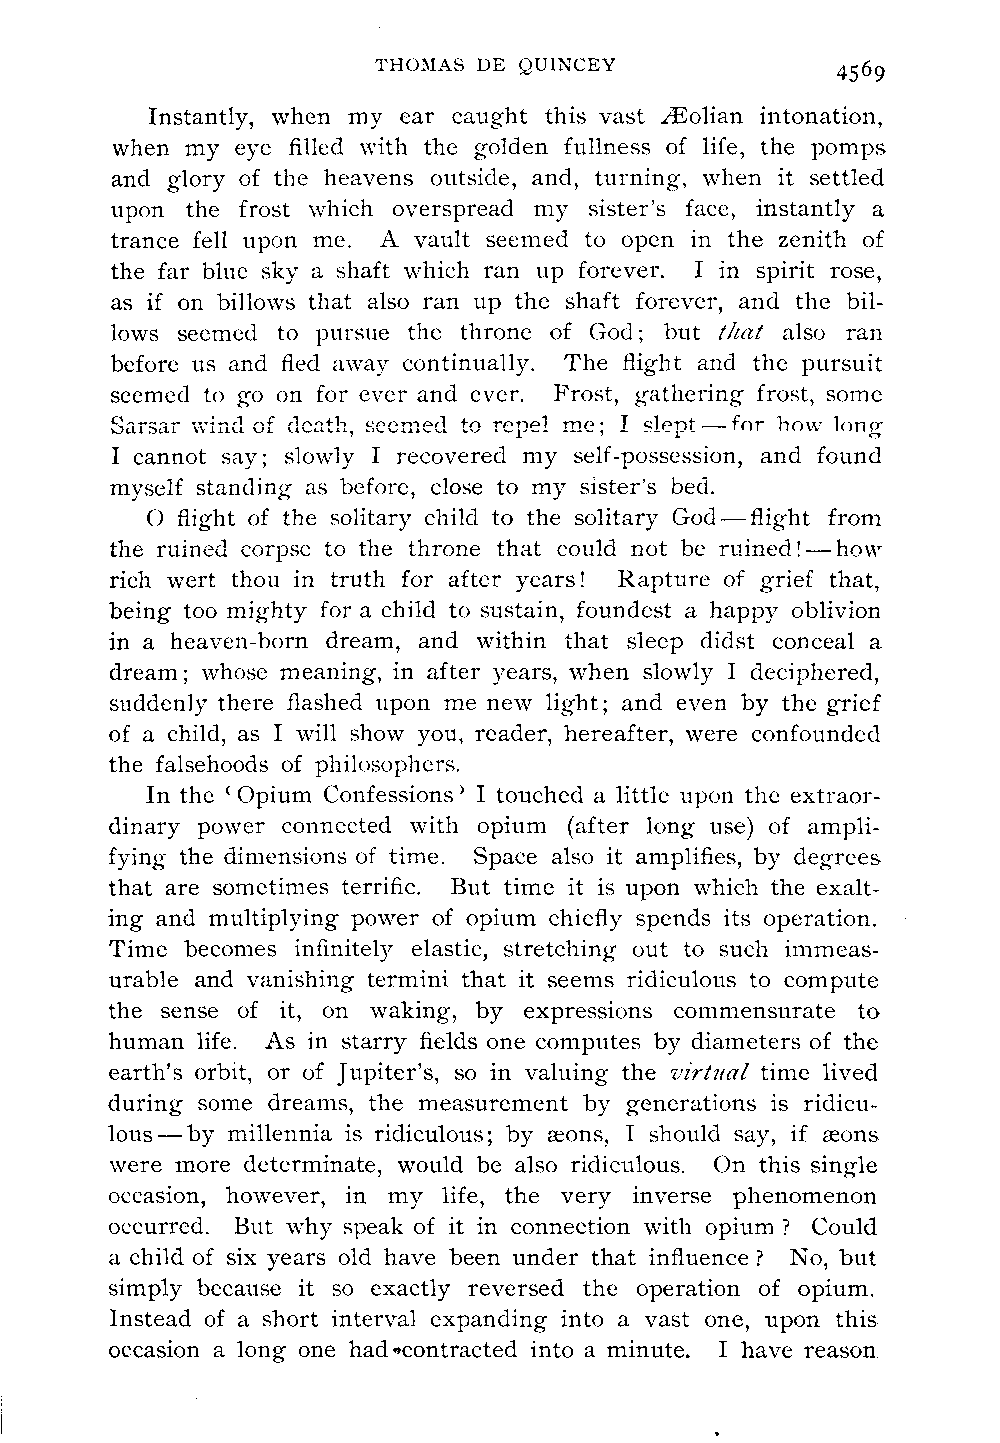 THOMAS DE QUINCEY
4569
Instantly, when my ear caught this vast Æolian intonation,
when my eye filled with the golden fullness of life, the pomps
and glory of the heavens outside, and, turning, when it settled
upon the frost which overspread my sister's face, instantly a
trance fell upon me. A vault seemed to open in the zenith of
the far blue sky a shaft which ran up forever. I in spirit rose,
as if on billows that also ran up the shaft forever, and the bil-
lows seemed to pursue the throne of God; but that also ran
before us and fled away continually. The flight and the pursuit
seemed to go on for ever and ever. Frost, gathering frost, some
Sarsar wind of death, seemed to repel me; I slept — for how long
I cannot say; slowly I recovered my self-possession, and found
myself standing as before, close to my sister's bed.
O flight of the solitary child to the solitary God — flight from
the ruined corpse to the throne that could not be ruined! — how
rich wert thou in truth for after years! Rapture of grief that,
being too mighty for a child to sustain, foundest a happy oblivion
in a heaven-born dream, and within that sleep didst conceal a
dream; whose meaning, in after years, when slowly I deciphered,
suddenly there flashed upon me new light; and even by the grief
of a child, as I will show you, reader, hereafter, were confounded
the falsehoods of philosophers.
In the ‘Opium Confessions’ I touched a little upon the extraor-
dinary power connected with opium (after long use) of ampli-
fying the dimensions of time. Space also it amplifies, by degrees
that are sometimes terrific. But time it is upon which the exalt-
ing and multiplying power of opium chiefly spends its operation.
Time becomes infinitely elastic, stretching out to such immeas-
urable and vanishing termini that it seems ridiculous to compute
the sense of it, on waking, by expressions commensurate to
human life. As in starry fields one computes by diameters of the
earth's orbit, or of Jupiter's, so in valuing the virtual time lived
during some dreams, the measurement by generations is ridicu-
lous — by millennia is ridiculous; by æons, I should say, if æons
were more determinate, would be also ridiculous. On this single
occasion, however, in my life, the very inverse phenomenon
occurred. But why speak of it in connection with opium? Could
a child of six years old have been under that influence? No, but
simply because it so exactly reversed the operation of opium.
Instead of a short interval expanding into a vast one, upon this
occasion a long one had contracted into a minute. I have reason